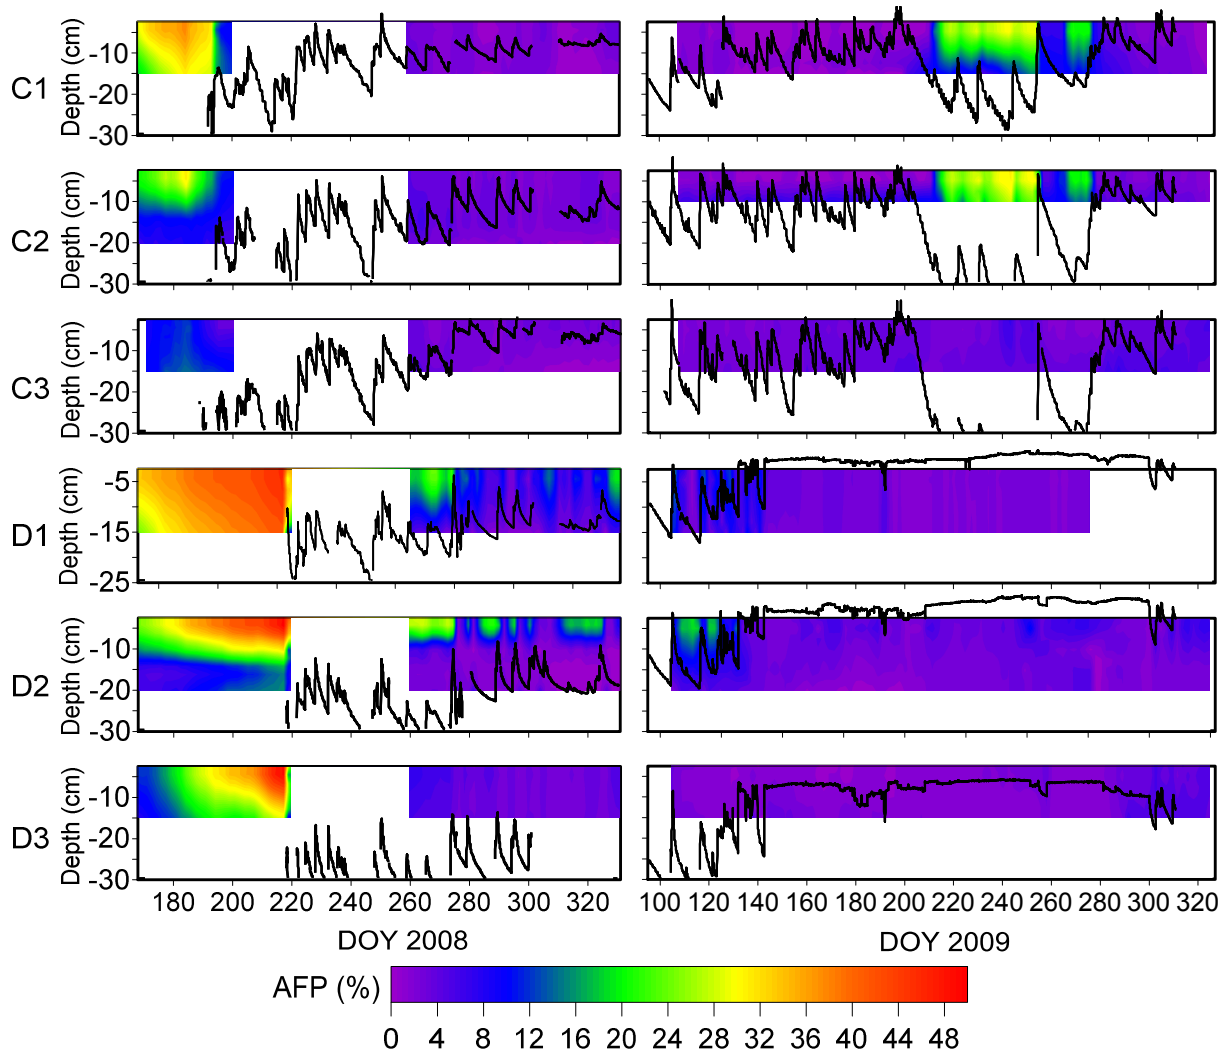 C1
Depth (cm)
-10
-20
-30
C2
Depth (cm)
-10
-20
-30
C3
Depth (cm)
-10
-20
-30
D1
Depth (cm)
-5
-15
-25
D2
Depth (cm)
-10
-20
-30
D3
Depth (cm)
-10
-20
-30
180 200 220 240 260 280 300 320
100 120 140 160 180 200 220 240 260 280 300 320
DOY 2008
DOY 2009
AFP (%)
0 4 8 12 16 20 24 28 32 36 40 44 48